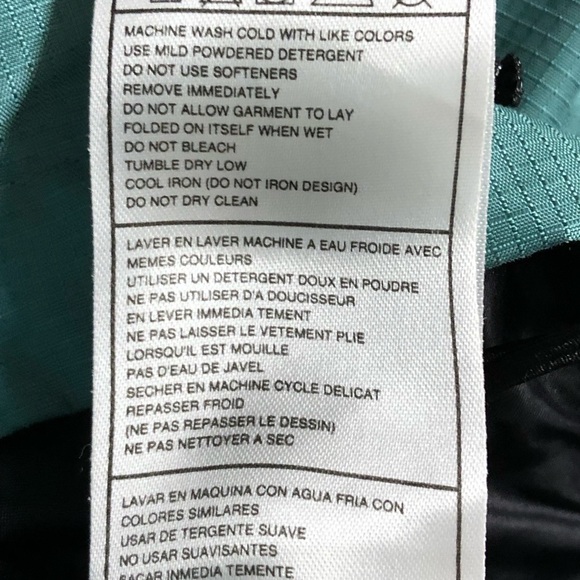 MACHINE WASH COLD WITH LIKE COLORS
USE MILD POWDERED DETERGENT
DO NOT USE SOFTENERS
REMOVE IMMEDIATELY
DO NOT ALLOW GARMENT TO LAY
FOLDED ON ITSELF WHEN WET
DO NOT BLEACH
TUMBLE DRY LOW
COOL IRON (DO NOT IRON DESIGN)
DO NOT DRY CLEAN
LAVER EN LAVER MACHINE A EAU FROIDE AVEC
MEMES COULEURS
UTILISER UN DETERGENT DOUX EN POUDRE
NE PAS UTILISER D'A DOUCISSEUR
EN LEVER IMMEDIA TEMENT
NE PAS LAISSER LE VETEMENT PLIE
LORSQU'IL EST MOUILLE
PAS D'EAU DE JAVEL
SECHER EN MACHINE CYCLE DELICAT
REPASSER FROID
(NE PAS REPASSER LE DESSIN)
NE PAS NETTOYER A SEC
LAVAR EN MAQUINA CON AGUA FRIA CON
COLORES SIMILARES
USAR DE TERGENTE SUAVE
NO USAR SUAVISANTES
SACAR INMEDIA TEMENTE